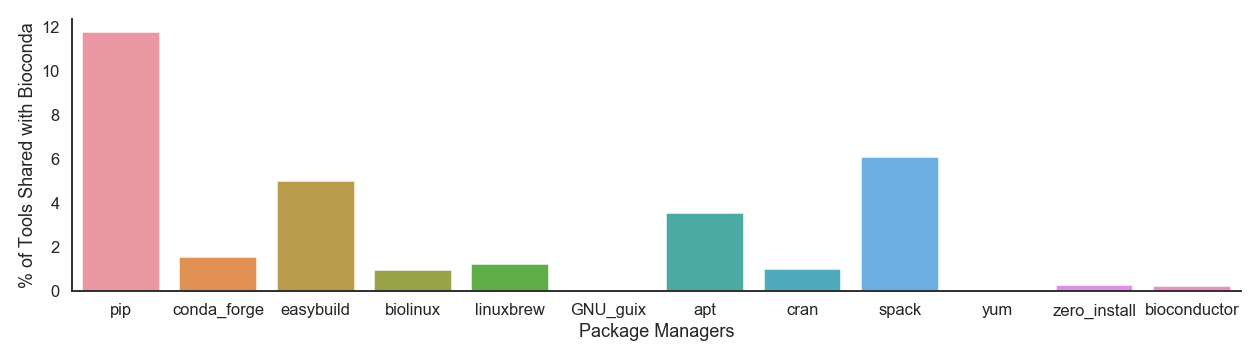 % of Tools Shared with Bioconda
12
10
8
6
4
2
0
pip conda_forge easybuild biolinux linuxbrew GNU_guix apt cran spack yum zero_install bioconductor
Package Managers